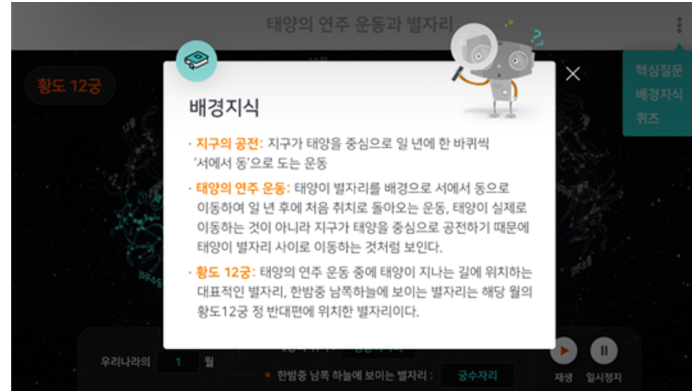 태양의 연주 운동과 별자리
황도 12궁
핵심질문
배경지식
퀴즈
배경지식
· 지구의 공전: 지구가 태양을 중심으로 일 년에 한 바퀴씩
'서에서 동'으로 도는 운동
· 태양의 연주 운동: 태양이 별자리를 배경으로 서에서 동으로
이동하여 일 년 후에 처음 취치로 돌아오는 운동, 태양이 실제로
이동하는 것이 아니라 지구가 태양을 중심으로 공전하기 때문에
태양이 별자리 사이로 이동하는 것처럼 보인다.
· 황도 12궁: 태양의 연주 운동 중에 태양이 지나는 길에 위치하는
대표적인 별자리, 한밤중 남쪽하늘에 보이는 별자리는 해당 월의
황도12궁 정 반대편에 위치한 별자리이다.
우리나라의 1 월
• 한밤중 남쪽 하늘에 보이는 별자리 : 궁수자리
재생 일시정지